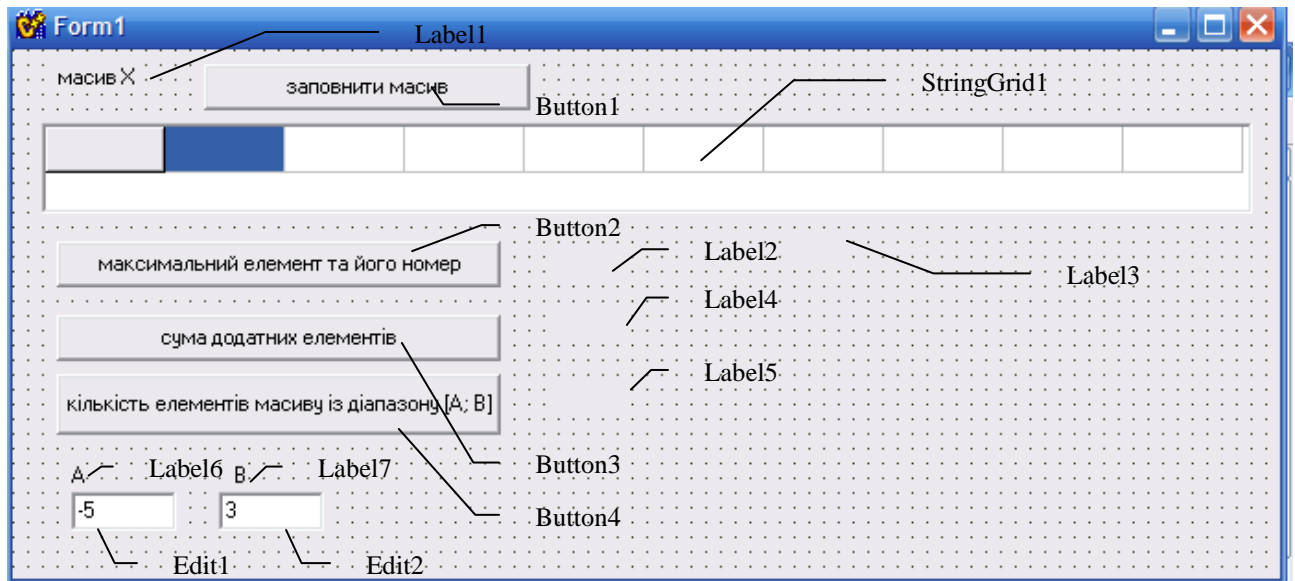 Form1
Label1
масив X
заповнити масив
StringGrid1
Button1
Button2
максимальний елемент та його номер
Label2
Label3
Label4
сума додатних елементів
Label5
кількість елементів масиву із діапазону [A; B]
A
Label6
B
Label7
Button3
-5
3
Button4
Edit1
Edit2